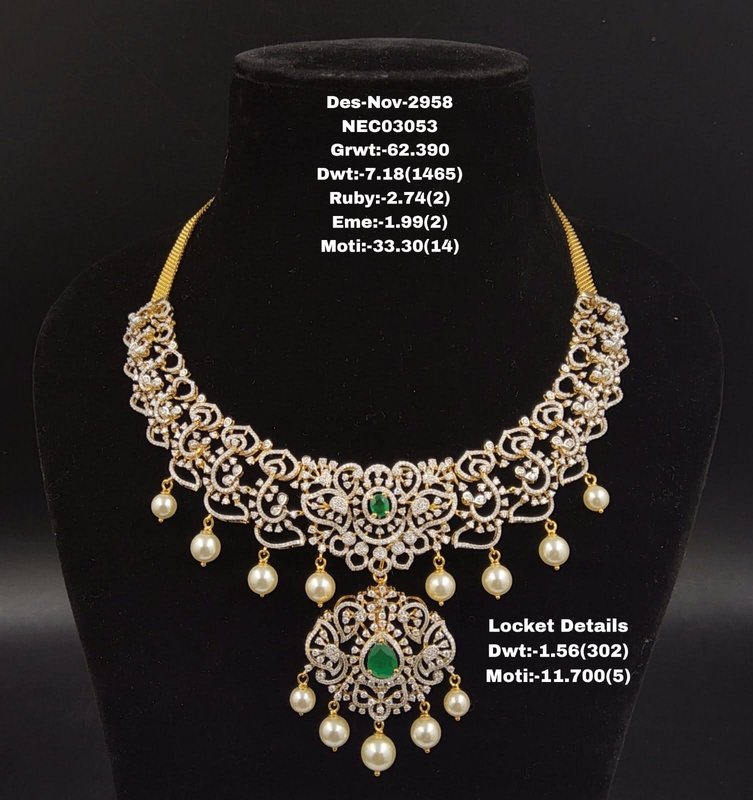 Des-Nov-2958
NEC03053
Grwt:-62.390
Dwt:-7.18(1465)
Ruby:-2.74(2)
Eme:-1.99(2)
Moti:-33.30(14)
Locket Details
Dwt:-1.56(302)
Moti:-11.700(5)